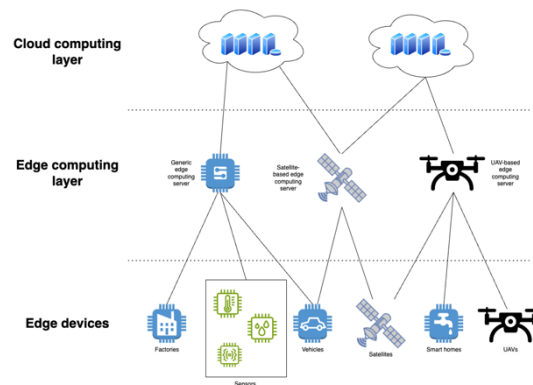 Cloud computing
layer
Edge computing
layer
Generic
edge
computing
server
Satellite-
based edge
computing
server
UAV-based
edge
computing
server
Edge devices
Factories
Vehicles
Satellites
Smart homes
UAVs
Sensors